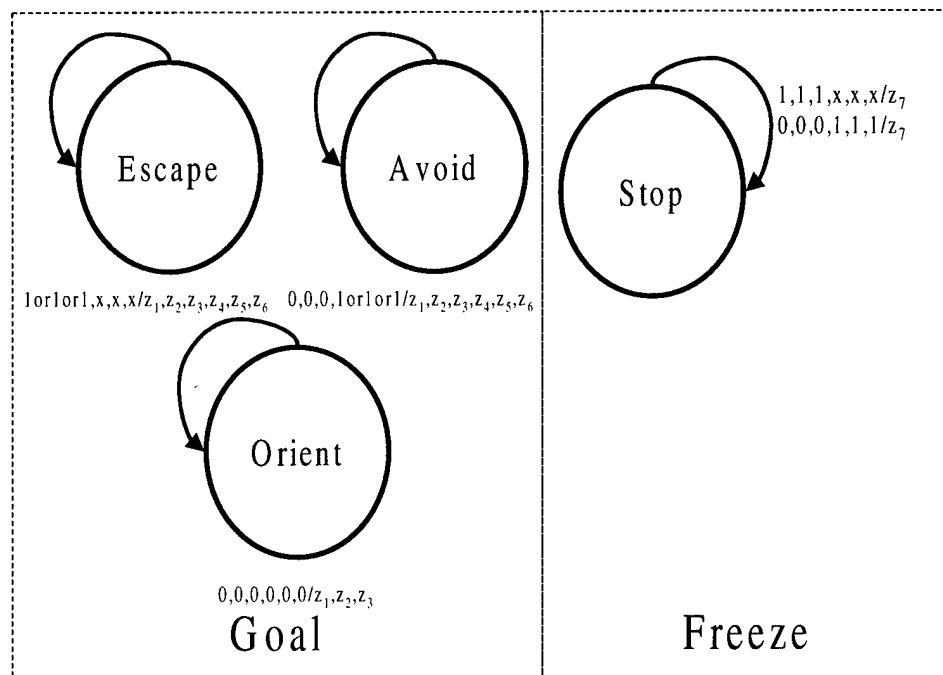 Escape
Avoid
1,1,1,x,x,x/z₇
0,0,0,1,1,1/z₇
Stop
1or1or1,x,x,x/z₁,z₂,z₃,z₄,z₅,z₆
0,0,0,1or1or1/z₁,z₂,z₃,z₄,z₅,z₆
Orient
0,0,0,0,0,0/z₁,z₂,z₃
Goal
Freeze